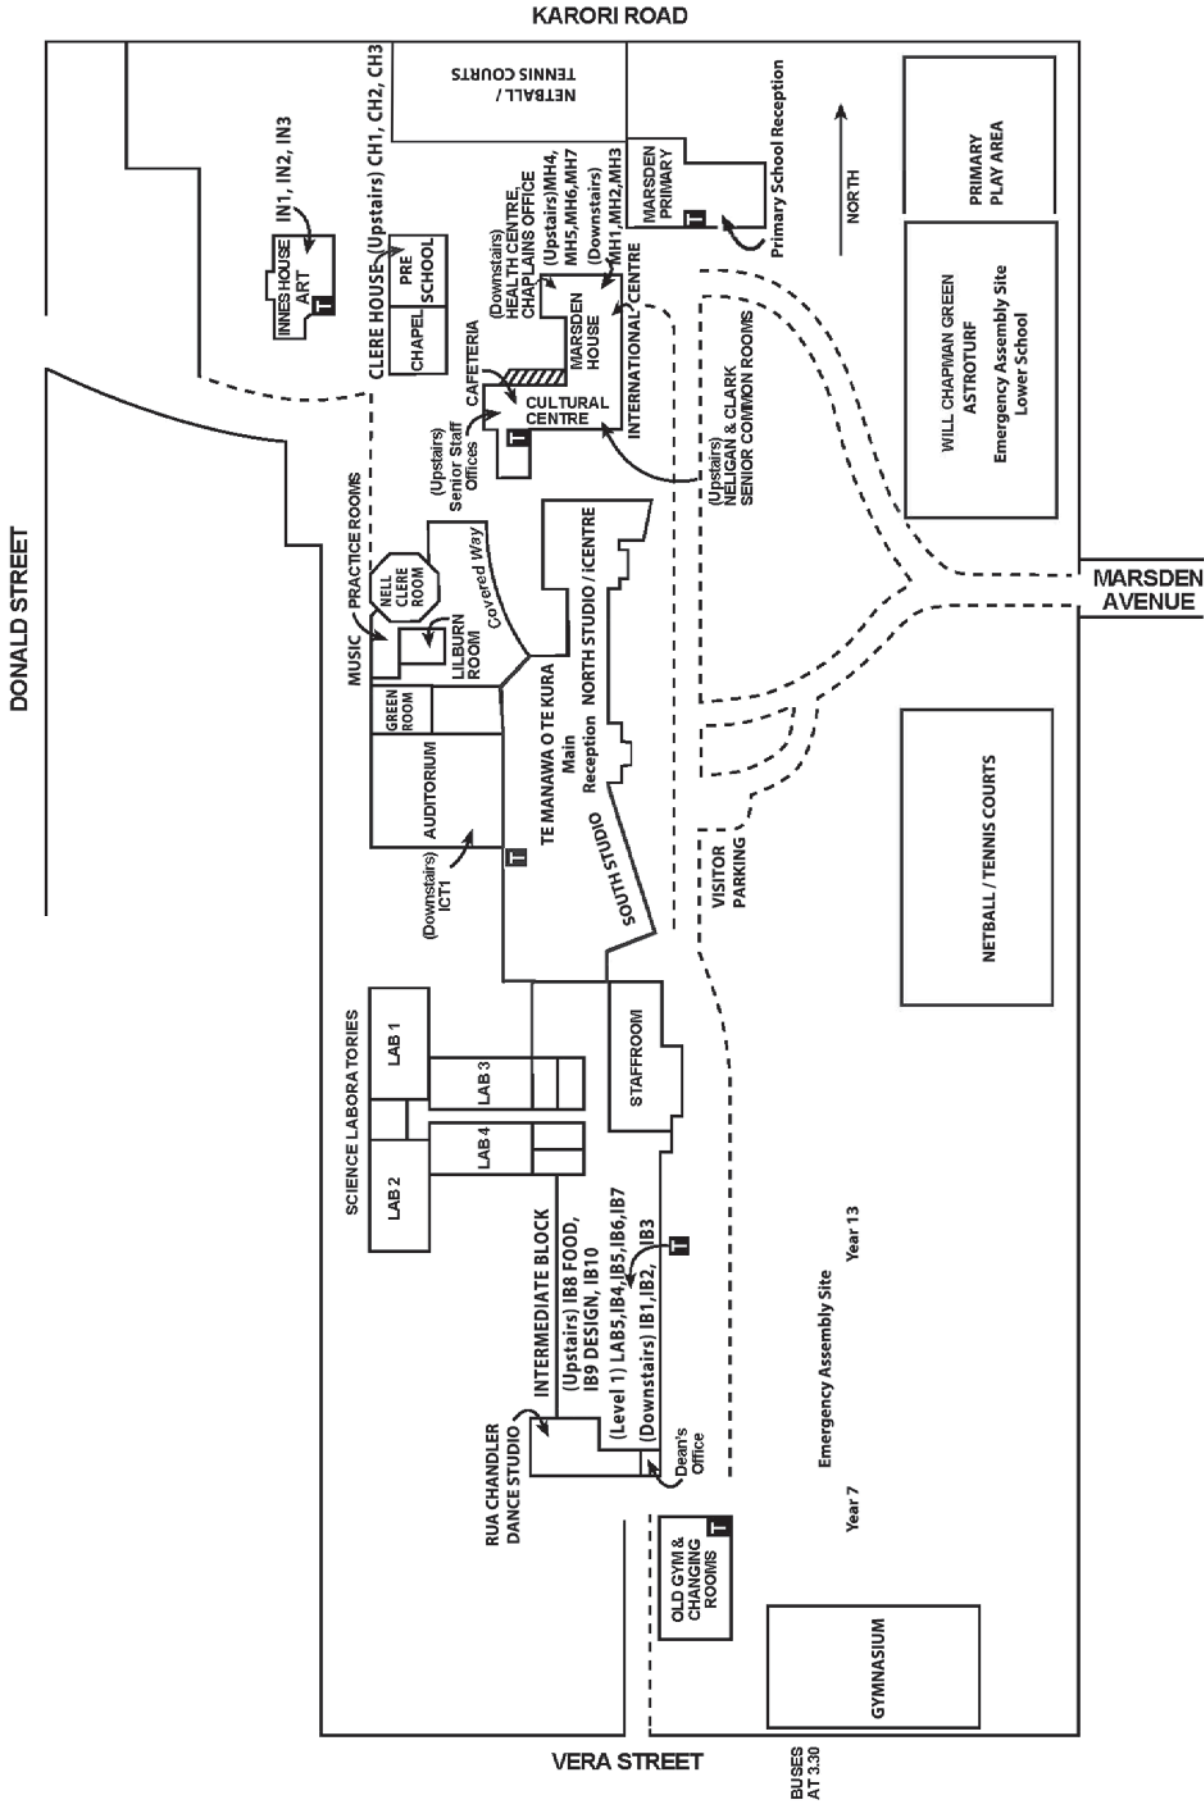 KARORI ROAD
DONALD STREET
MARSDEN
AVENUE
VERA STREET
BUSES
AT 3.30
NETBALL /
TENNIS COURTS
IN1, IN2, IN3
INNES HOUSE
ART
T
CLERE HOUSE (Upstairs) CH1, CH2, CH3
PRE
SCHOOL
CHAPEL
(Downstairs)
HEALTH CENTRE,
CHAPLAINS OFFICE
(Upstairs)MH4,
MH5,MH6,MH7
(Downstairs)
MH1,MH2,MH3
MARSDEN
HOUSE
INTERNATIONAL CENTRE
MARSDEN
PRIMARY
T
Primary School Reception
NORTH
PRIMARY
PLAY AREA
WILL CHAPMAN GREEN
ASTROTURF
Emergency Assembly Site
Lower School
CAFETERIA
CULTURAL
CENTRE
T
(Upstairs)
Senior Staff
Offices
(Upstairs)
NELIGAN & CLARK
SENIOR COMMON ROOMS
MUSIC PRACTICE ROOMS
NELL
CLERE
ROOM
LILBURN
ROOM
Covered Way
GREEN
ROOM
AUDITORIUM
(Downstairs)
ICT1
T
TE MANAWA O TE KURA
Main
Reception
NORTH STUDIO / ICENTRE
SOUTH STUDIO
VISITOR
PARKING
NETBALL / TENNIS COURTS
SCIENCE LABORATORIES
LAB 1
LAB 2
LAB 3
LAB 4
STAFFROOM
INTERMEDIATE BLOCK
(Upstairs) IB8 FOOD,
IB9 DESIGN, IB10
(Level 1) LAB5,IB4,IB5,IB6,IB7
(Downstairs) IB1,IB2, IB3
T
RUA CHANDLER
DANCE STUDIO
Dean's
Office
Emergency Assembly Site
Year 7
Year 13
OLD GYM &
CHANGING
ROOMS
T
GYMNASIUM